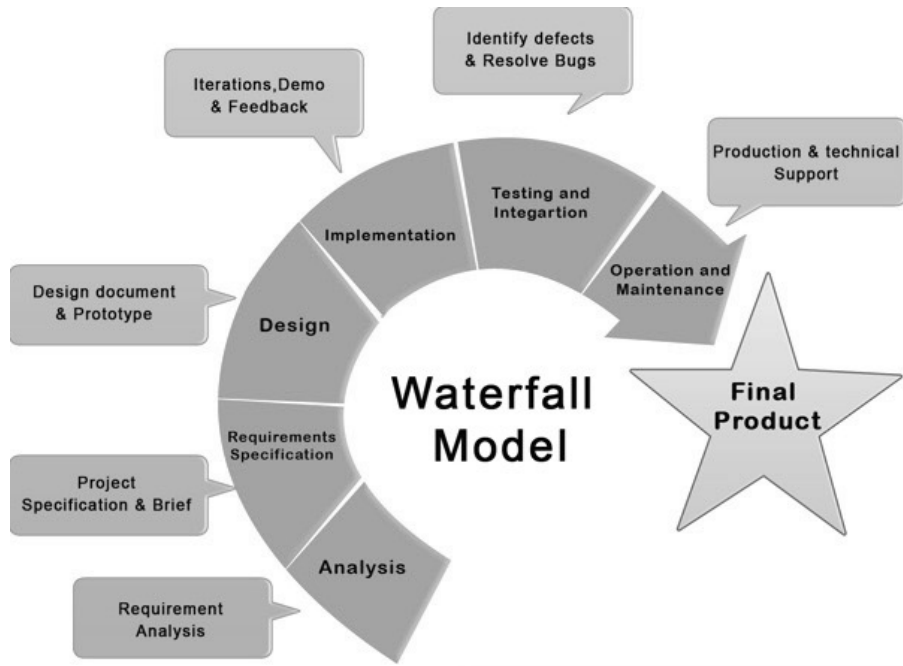 Identify defects
& Resolve Bugs
Iterations,Demo
& Feedback
Production & technical
Support
Testing and
Integartion
Implementation
Operation and
Maintenance
Design document
& Prototype
Design
Waterfall
Model
Final
Product
Requirements
Specification
Project
Specification & Brief
Analysis
Requirement
Analysis